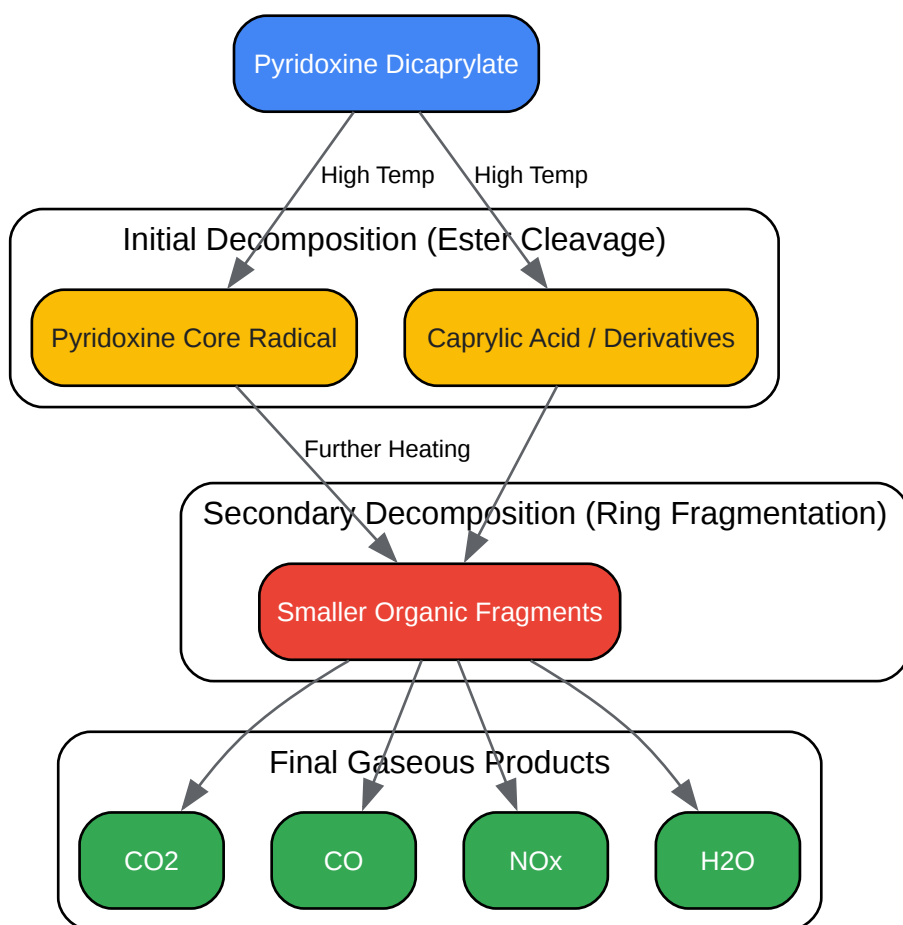 Pyridoxine Dicaprylate
High Temp
High Temp
Initial Decomposition (Ester Cleavage)
Pyridoxine Core Radical
Caprylic Acid / Derivatives
Further Heating
Secondary Decomposition (Ring Fragmentation)
Smaller Organic Fragments
Final Gaseous Products
CO2
CO
NOx
H2O